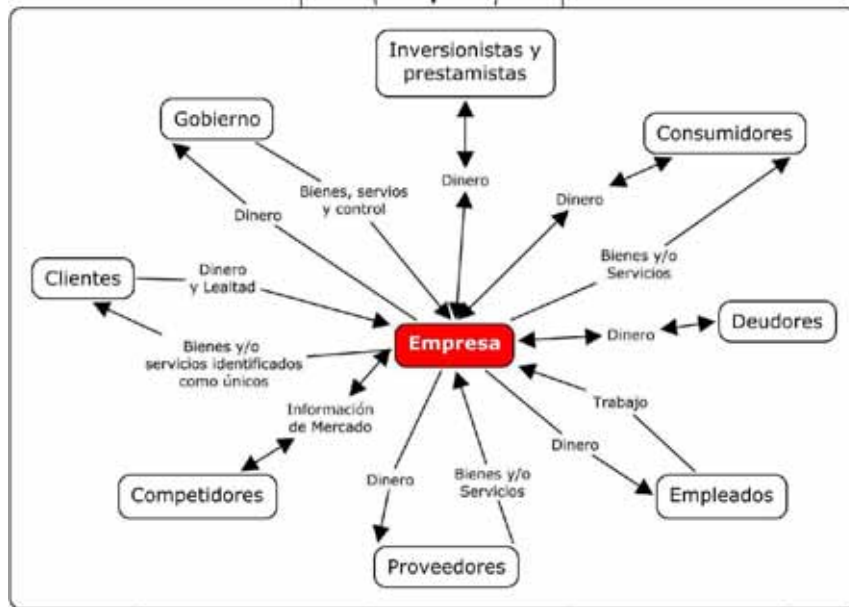 Inversionistas y
prestamistas
Gobierno
Consumidores
Dinero
Bienes, servios
y control
Dinero
Dinero
Clientes
Dinero
y Lealtad
Bienes y/o
Servicios
Empresa
Dinero
Deudores
Bienes y/o
servicios identificados
como únicos
Información
de Mercado
Trabajo
Dinero
Competidores
Dinero
Bienes y/o
Servicios
Empleados
Proveedores